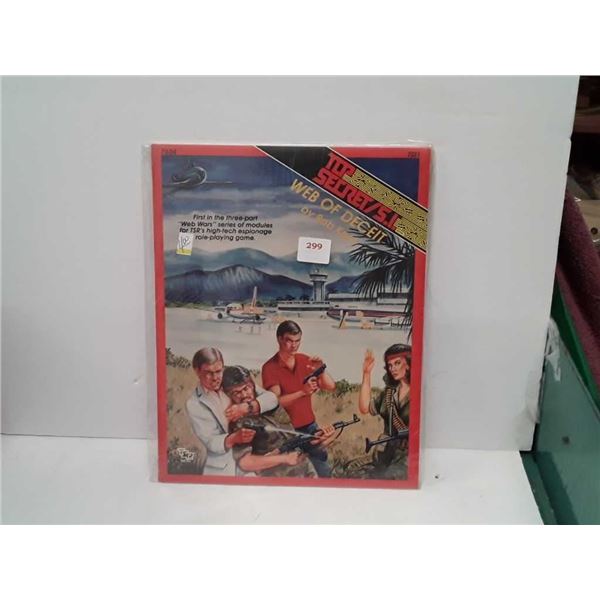 TOP
SECRET/S.I.
WEB OF DECEIT
First in the three-part
"Web Wars" series of modules
for TSR's high-tech espionage
role-playing game.
299